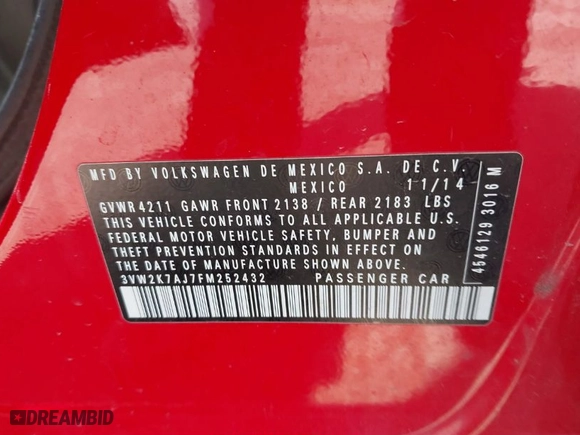 MFD BY VOLKSWAGEN DE MEXICO S.A. DE C.V.
MEXICO 11/14
GVWR 4211 GAWR FRONT 2138 / REAR 2183 LBS
THIS VEHICLE CONFORMS TO ALL APPLICABLE U.S.
FEDERAL MOTOR VEHICLE SAFETY, BUMPER AND
THEFT PREVENTION STANDARDS IN EFFECT ON
THE DATE OF MANUFACTURE SHOWN ABOVE.
3VW2K7AJ7FM252432 PASSENGER CAR
4546129 3016 M
DREAMBID